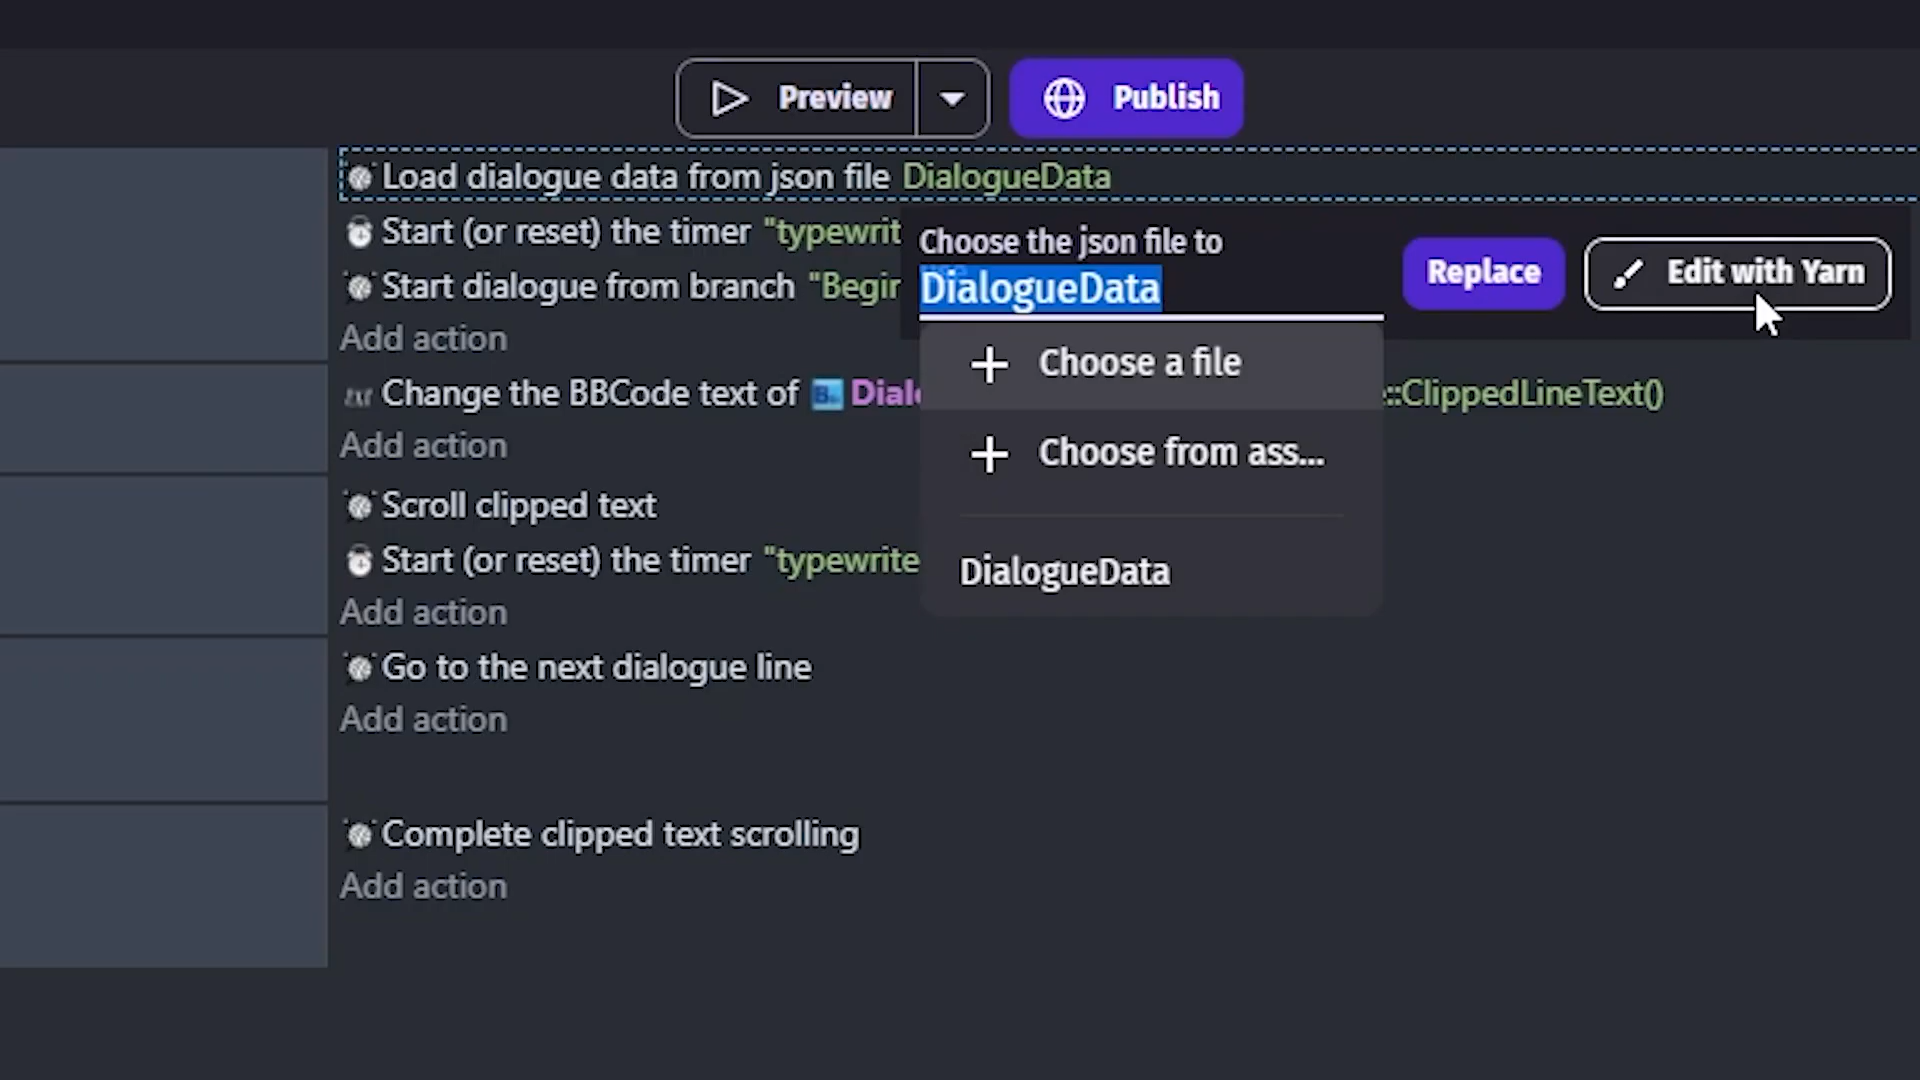 Preview
Publish
Load dialogue data from json file DialogueData
Start (or reset) the timer "typewrit
Choose the json file to
DialogueData
Replace
Edit with Yarn
Start dialogue from branch "Begin
Add action
Choose a file
Change the BBCode text of Dialo
::ClippedLineText()
Add action
Choose from ass...
Scroll clipped text
Start (or reset) the timer "typewrite
DialogueData
Add action
Go to the next dialogue line
Add action
Complete clipped text scrolling
Add action